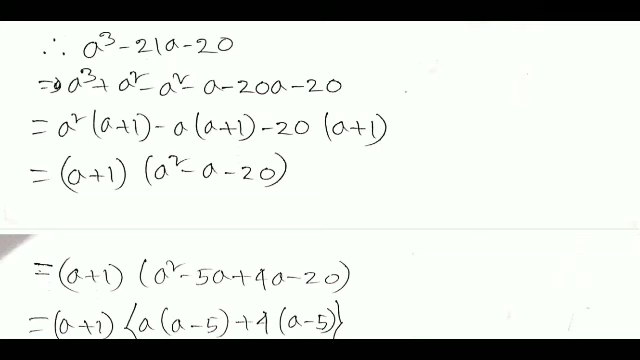 ∴ a³ - 21a - 20
⇒ a³ + a² - a² - a - 20a - 20
= a² (a+1) - a (a+1) - 20 (a+1)
= (a+1) (a² - a - 20)
= (a+1) (a² - 5a + 4a - 20)
= (a+1) {a (a-5) + 4 (a-5)}